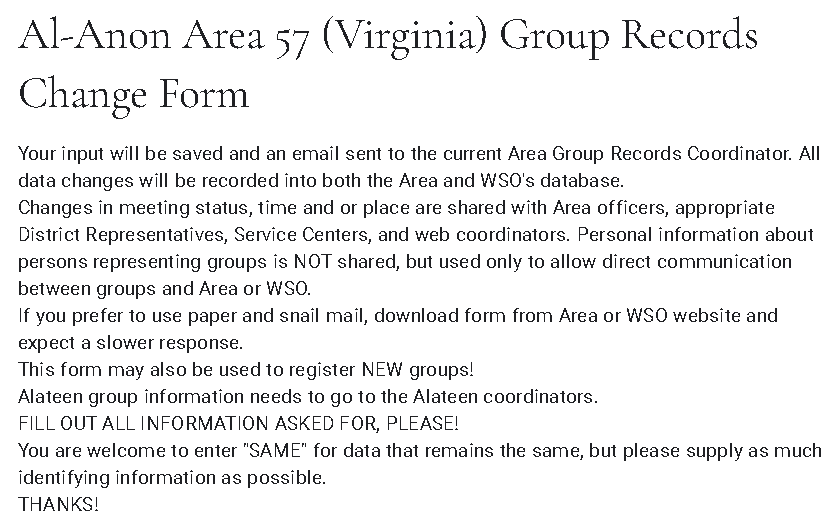 Al-Anon Area 57 (Virginia) Group Records
Change Form
Your input will be saved and an email sent to the current Area Group Records Coordinator. All
data changes will be recorded into both the Area and WSO's database.
Changes in meeting status, time and or place are shared with Area officers, appropriate
District Representatives, Service Centers, and web coordinators. Personal information about
persons representing groups is NOT shared, but used only to allow direct communication
between groups and Area or WSO.
If you prefer to use paper and snail mail, download form from Area or WSO website and
expect a slower response.
This form may also be used to register NEW groups!
Alateen group information needs to go to the Alateen coordinators.
FILL OUT ALL INFORMATION ASKED FOR, PLEASE!
You are welcome to enter "SAME" for data that remains the same, but please supply as much
identifying information as possible.
THANKS!